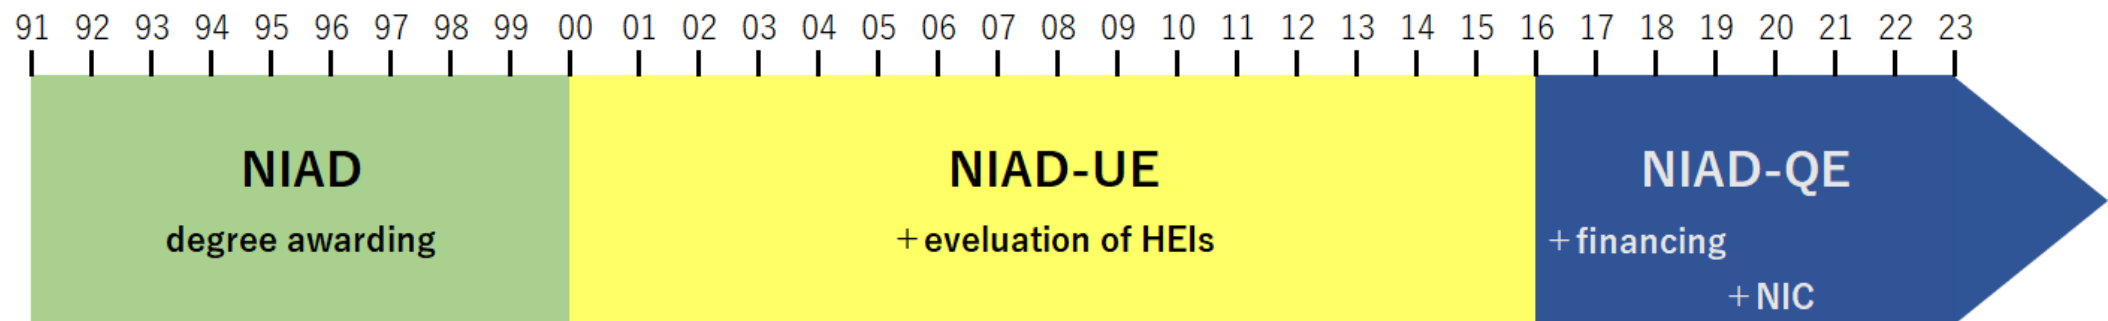 91 92 93 94 95 96 97 98 99 00 01 02 03 04 05 06 07 08 09 10 11 12 13 14 15 16 17 18 19 20 21 22 23
NIAD NIAD-UE NIAD-QE
degree awarding +eveluation of HEIs +financing
+NIC